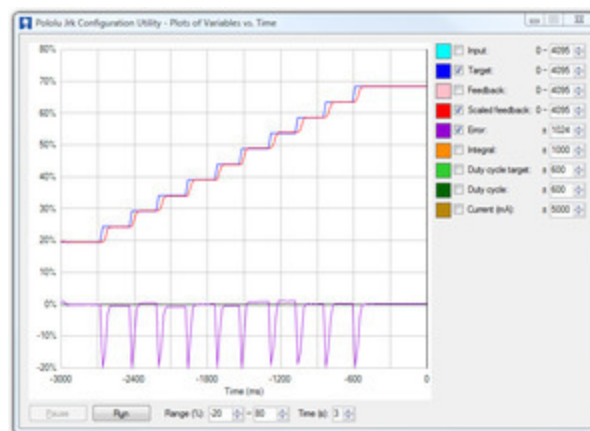 Pololu Jrk Configuration Utility - Plots of Variables vs. Time
80%
70%
60%
50%
40%
30%
20%
10%
0%
-10%
-20%
-3000 -2400 -1800 -1200 -600 0
Time (ms)
Input: 0 - 4095
Target: 0 - 4095
Feedback: 0 - 4095
Scaled feedback: 0 - 4095
Error: ± 1024
Integral: ± 1000
Duty cycle target: ± 600
Duty cycle: ± 600
Current (mA): ± 5000
Pause Run Range (%): -20 - 80 Time (s): 3